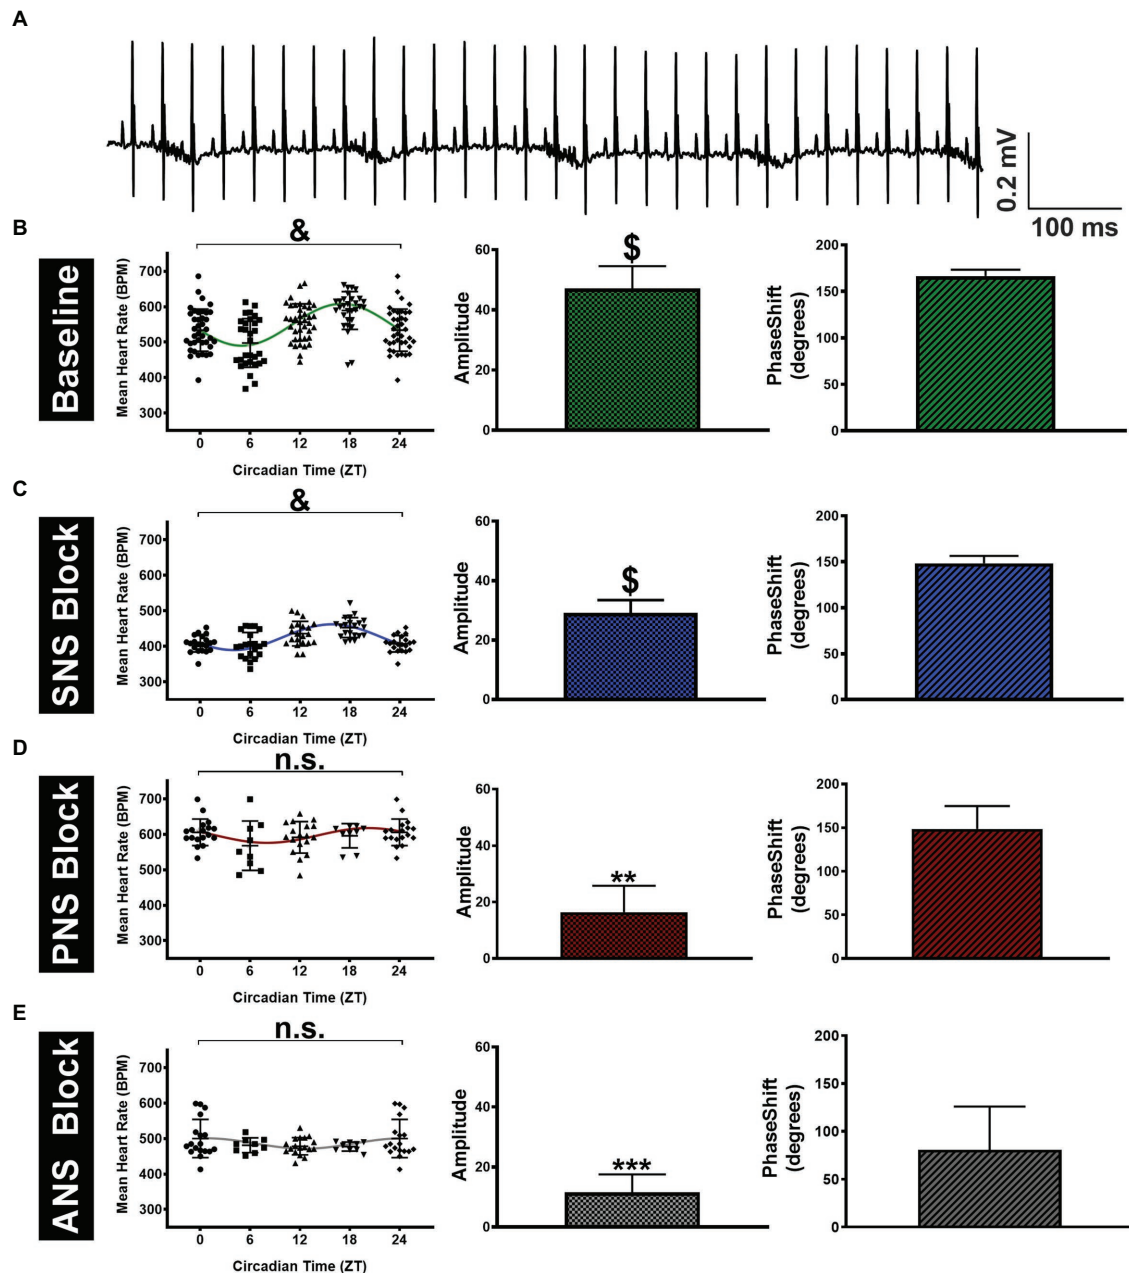 A
0.2 mV
100 ms
B
Baseline
&
Mean Heart Rate (BPM)
700
600
500
400
300
0 6 12 18 24
Circadian Time (ZT)
$
Amplitude
60
40
20
0
PhaseShift
(degrees)
200
150
100
50
0
C
SNS Block
&
Mean Heart Rate (BPM)
700
600
500
400
300
0 6 12 18 24
Circadian Time (ZT)
$
Amplitude
60
40
20
0
PhaseShift
(degrees)
200
150
100
50
0
D
PNS Block
n.s.
Mean Heart Rate (BPM)
700
600
500
400
300
0 6 12 18 24
Circadian Time (ZT)
**
Amplitude
60
40
20
0
PhaseShift
(degrees)
200
150
100
50
0
E
ANS Block
n.s.
Mean Heart Rate (BPM)
700
600
500
400
300
0 6 12 18 24
Circadian Time (ZT)
***
Amplitude
60
40
20
0
PhaseShift
(degrees)
200
150
100
50
0